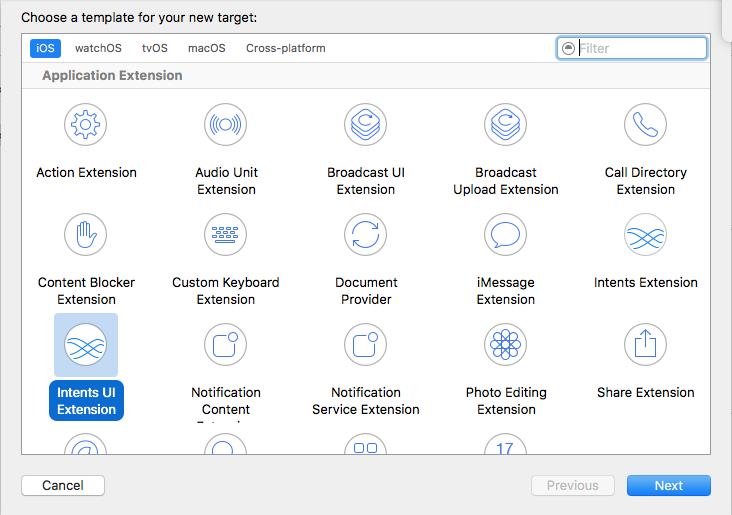 Choose a template for your new target:
iOS watchOS tvOS macOS Cross-platform Filter
Application Extension
Action Extension
Audio Unit
Extension
Broadcast UI
Extension
Broadcast
Upload Extension
Call Directory
Extension
Content Blocker
Extension
Custom Keyboard
Extension
Document
Provider
iMessage
Extension
Intents Extension
Intents UI
Extension
Notification
Content
Notification
Service Extension
Photo Editing
Extension
Share Extension
17
Cancel
Previous
Next